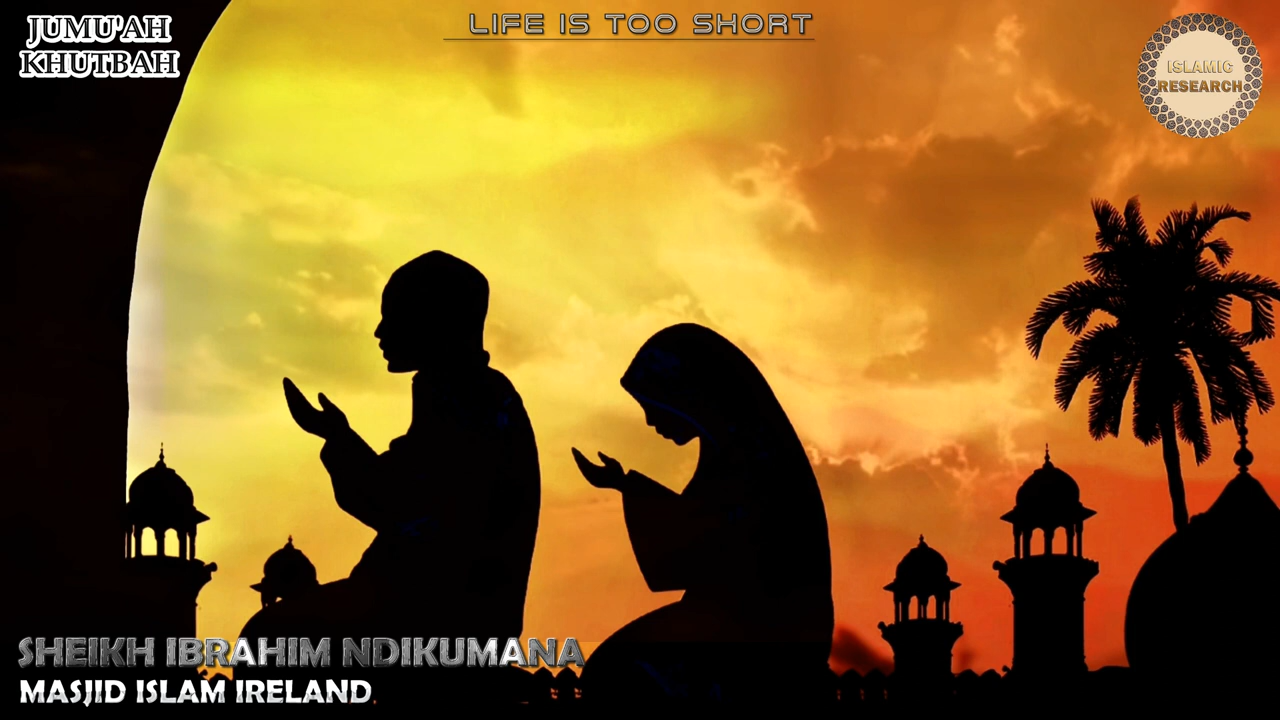 JUMU'AH
KHUTBAH
LIFE IS TOO SHORT
ISLAMIC
RESEARCH
SHEIKH IBRAHIM NDIKUMANA
MASJID ISLAM IRELAND